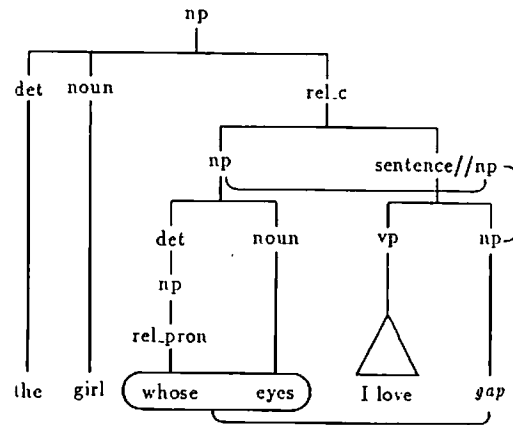 np
det noun rel_c
np sentence//np
det noun vp np
np
rel_pron
the girl whose eyes I love gap